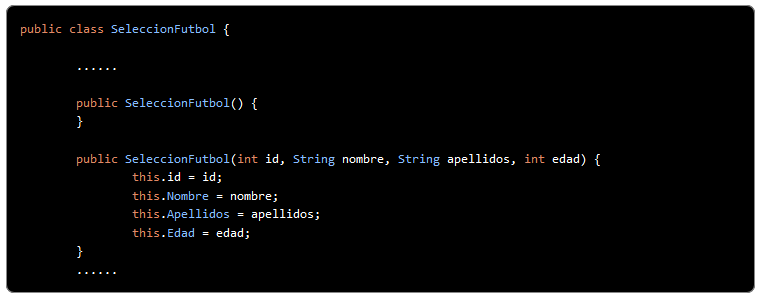 public class SeleccionFutbol {
......
public SeleccionFutbol() {
}
public SeleccionFutbol(int id, String nombre, String apellidos, int edad) {
this.id = id;
this.Nombre = nombre;
this.Apellidos = apellidos;
this.Edad = edad;
}
......